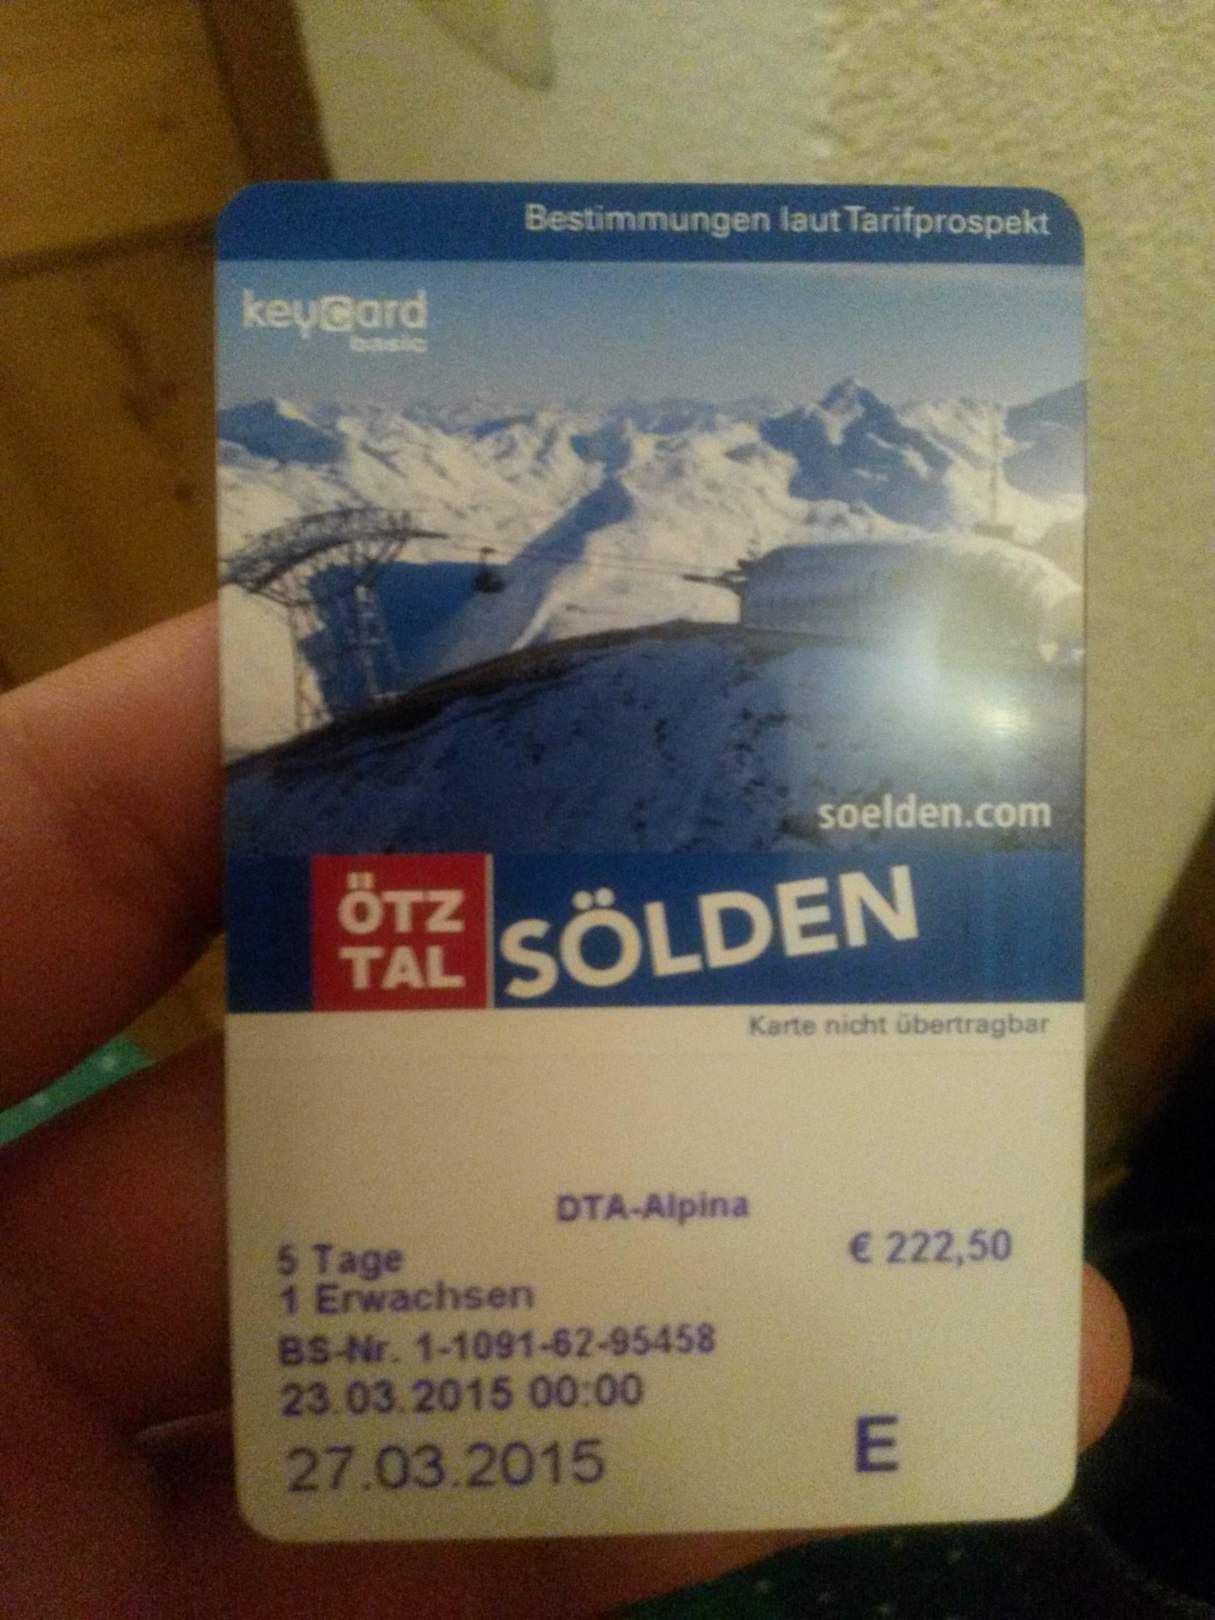 Bestimmungen laut Tarifprospekt
keycard
basic
soelden.com
ÖTZ
TAL
SÖLDEN
Karte nicht übertragbar
DTA-Alpina
5 Tage
€ 222,50
1 Erwachsen
BS-Nr. 1-1091-62-95458
23.03.2015 00:00
27.03.2015
E